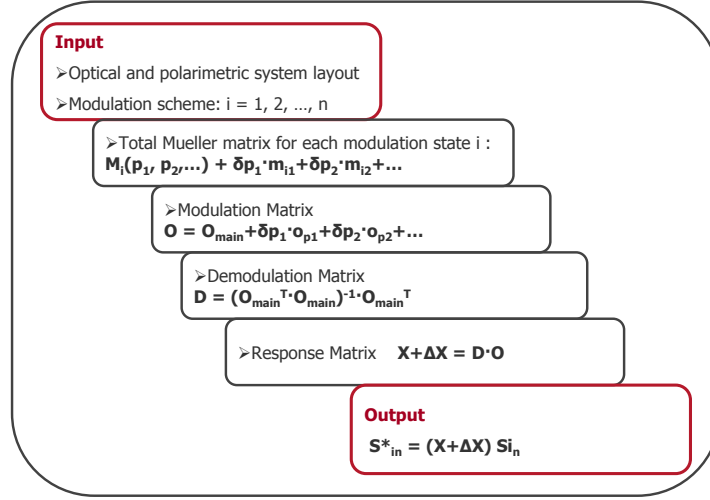 Input
➢Optical and polarimetric system layout
➢Modulation scheme: i = 1, 2, …, n
➢Total Mueller matrix for each modulation state i :
Mᵢ(p₁, p₂,…) + δp₁·mᵢ₁+δp₂·mᵢ₂+…
➢Modulation Matrix
O = Oₘₐᵢₙ+δp₁·oₚ₁+δp₂·oₚ₂+…
➢Demodulation Matrix
D = (Oₘₐᵢₙᵀ·Oₘₐᵢₙ)⁻¹·Oₘₐᵢₙᵀ
➢Response Matrix X+ΔX = D·O
Output
S*ᵢₙ = (X+ΔX) Siₙ